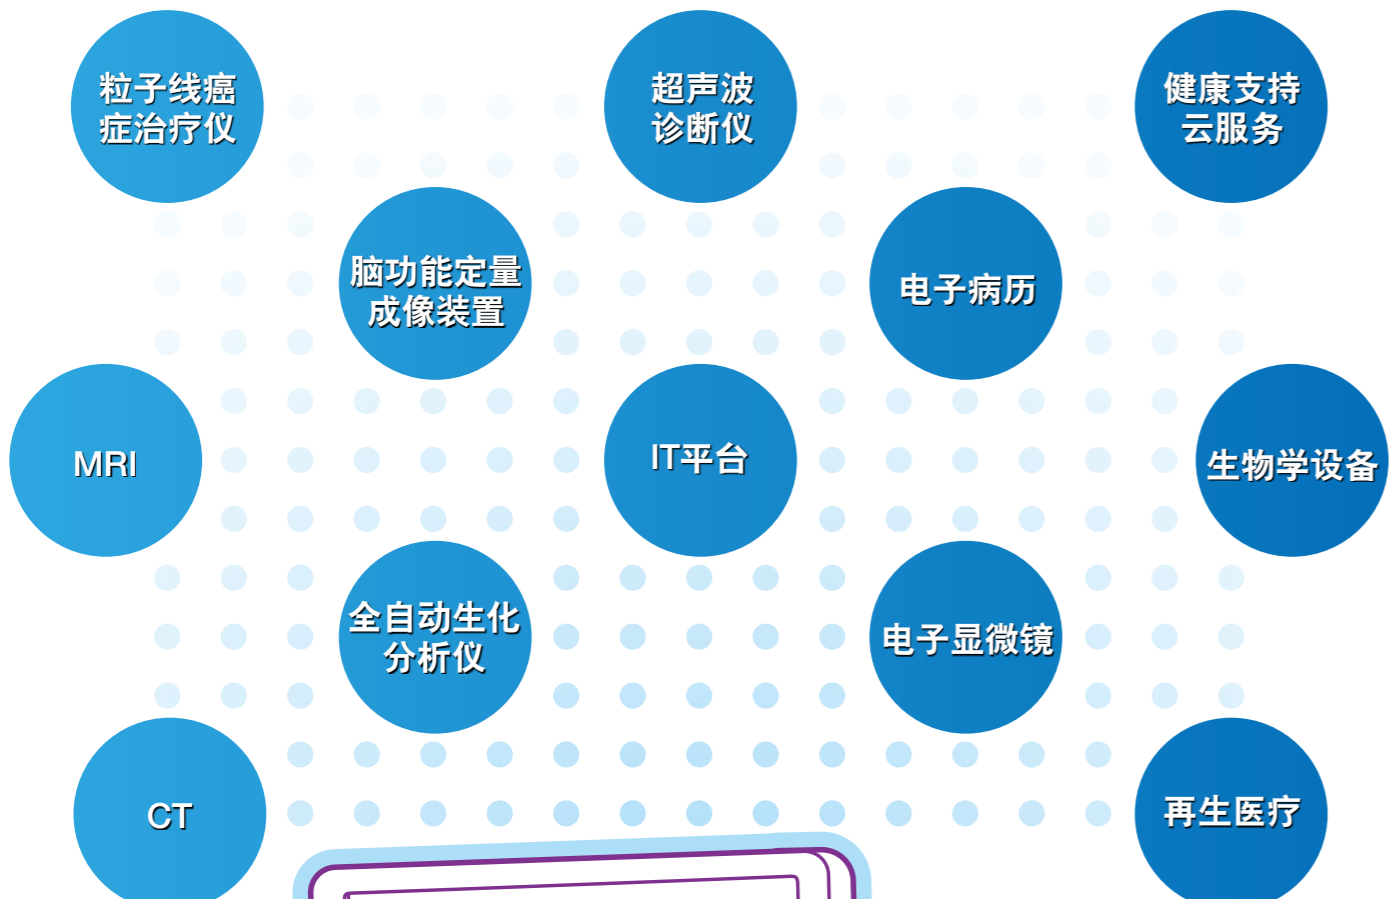 粒子线癌
症治疗仪
超声波
诊断仪
健康支持
云服务
脑功能定量
成像装置
电子病历
MRI
IT平台
生物学设备
全自动生化
分析仪
电子显微镜
CT
再生医疗